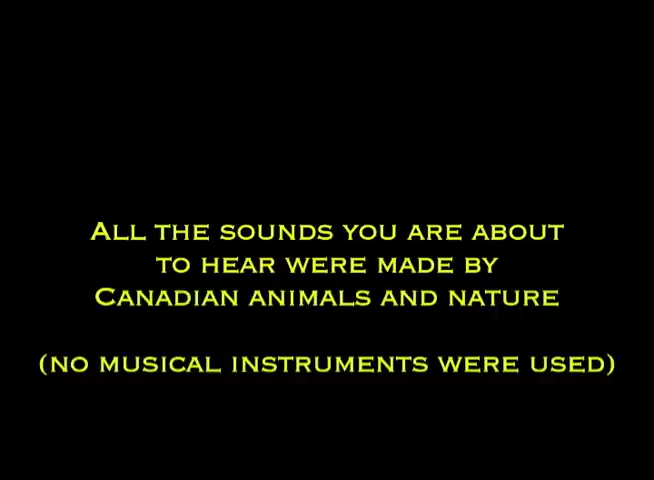 All the sounds you are about
to hear were made by
Canadian animals and nature
(no musical instruments were used)